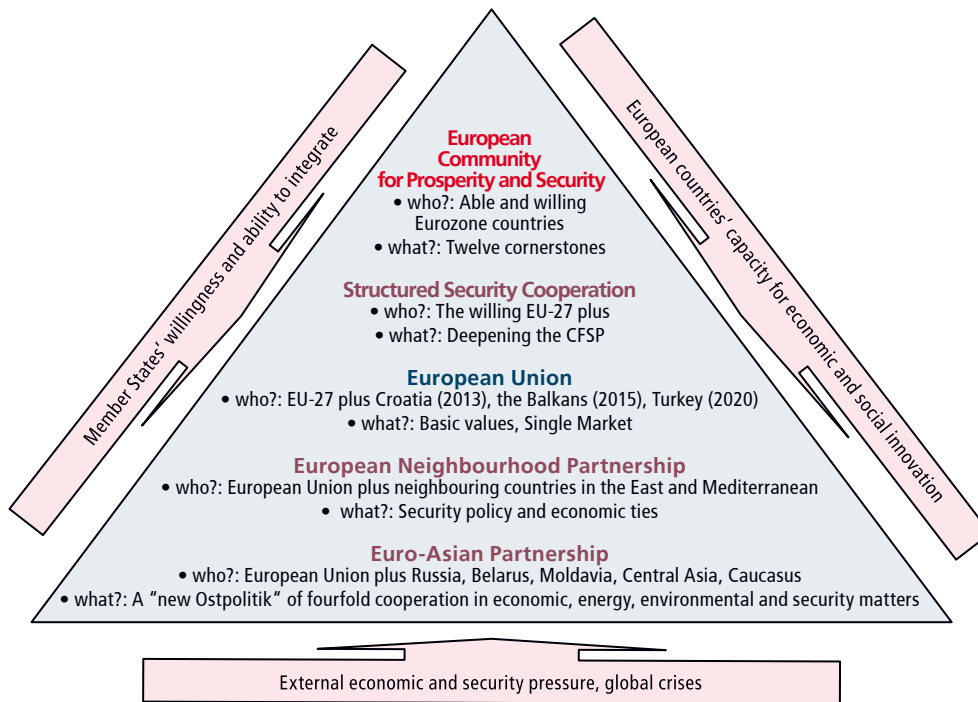 European
Community
for Prosperity and Security
• who?: Able and willing
Eurozone countries
• what?: Twelve cornerstones
Structured Security Cooperation
• who?: The willing EU-27 plus
• what?: Deepening the CFSP
European Union
• who?: EU-27 plus Croatia (2013), the Balkans (2015), Turkey (2020)
• what?: Basic values, Single Market
European Neighbourhood Partnership
• who?: European Union plus neighbouring countries in the East and Mediterranean
• what?: Security policy and economic ties
Euro-Asian Partnership
• who?: European Union plus Russia, Belarus, Moldavia, Central Asia, Caucasus
• what?: A "new Ostpolitik" of fourfold cooperation in economic, energy, environmental and security matters
Member States' willingness and ability to integrate
European countries' capacity for economic and social innovation
External economic and security pressure, global crises